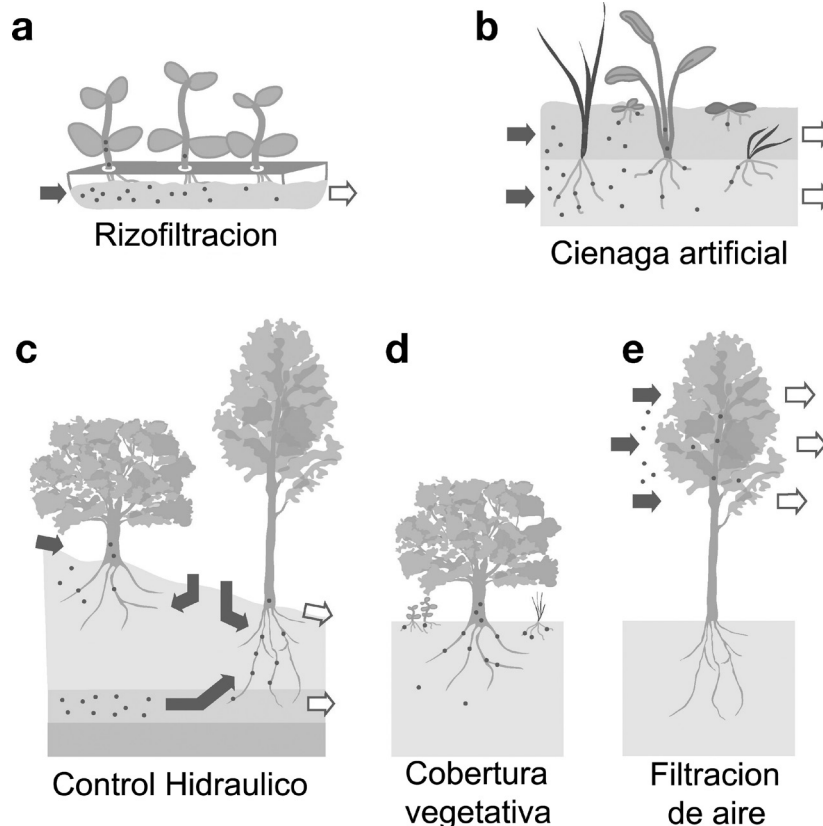 a
Rizofiltracion
b
Cienaga artificial
c
Control Hidraulico
d
Cobertura
vegetativa
e
Filtracion
de aire